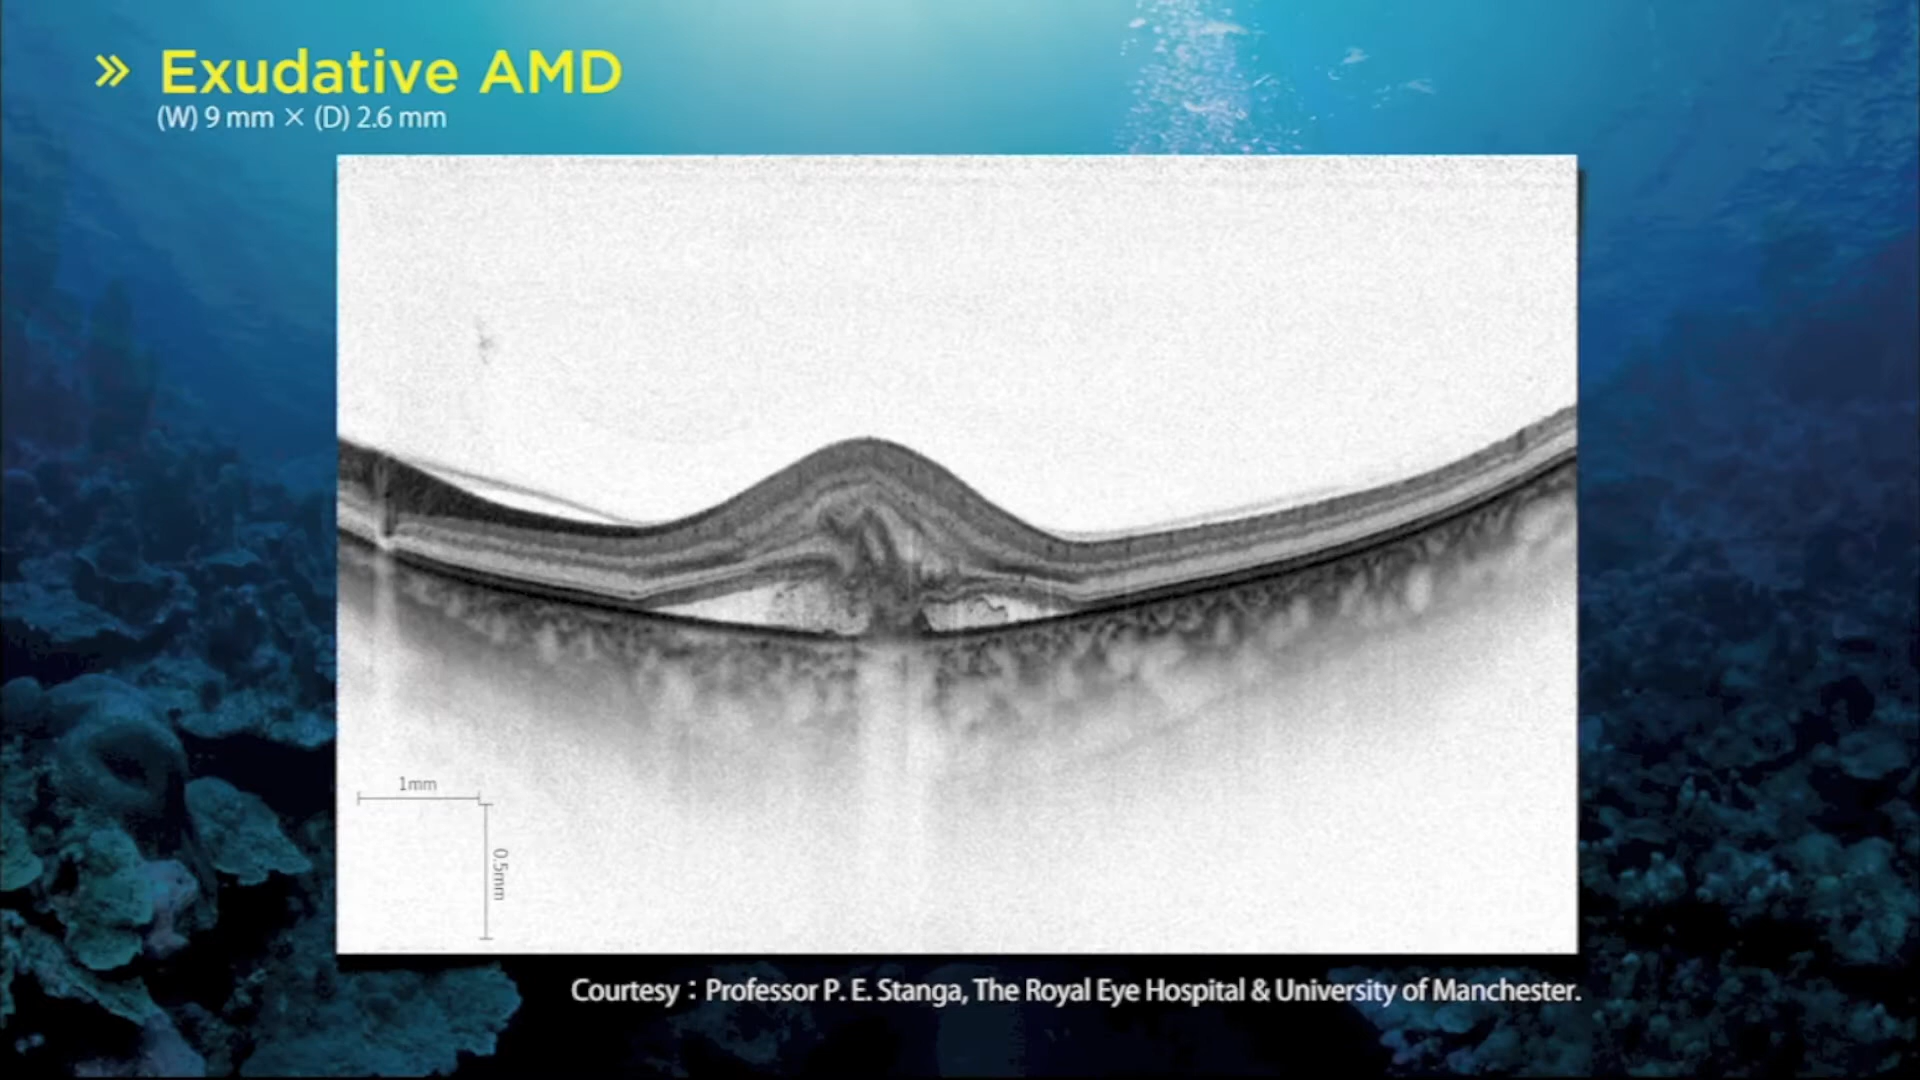 » Exudative AMD
(W) 9 mm × (D) 2.6 mm
1mm
0.5mm
Courtesy : Professor P. E. Stanga, The Royal Eye Hospital & University of Manchester.